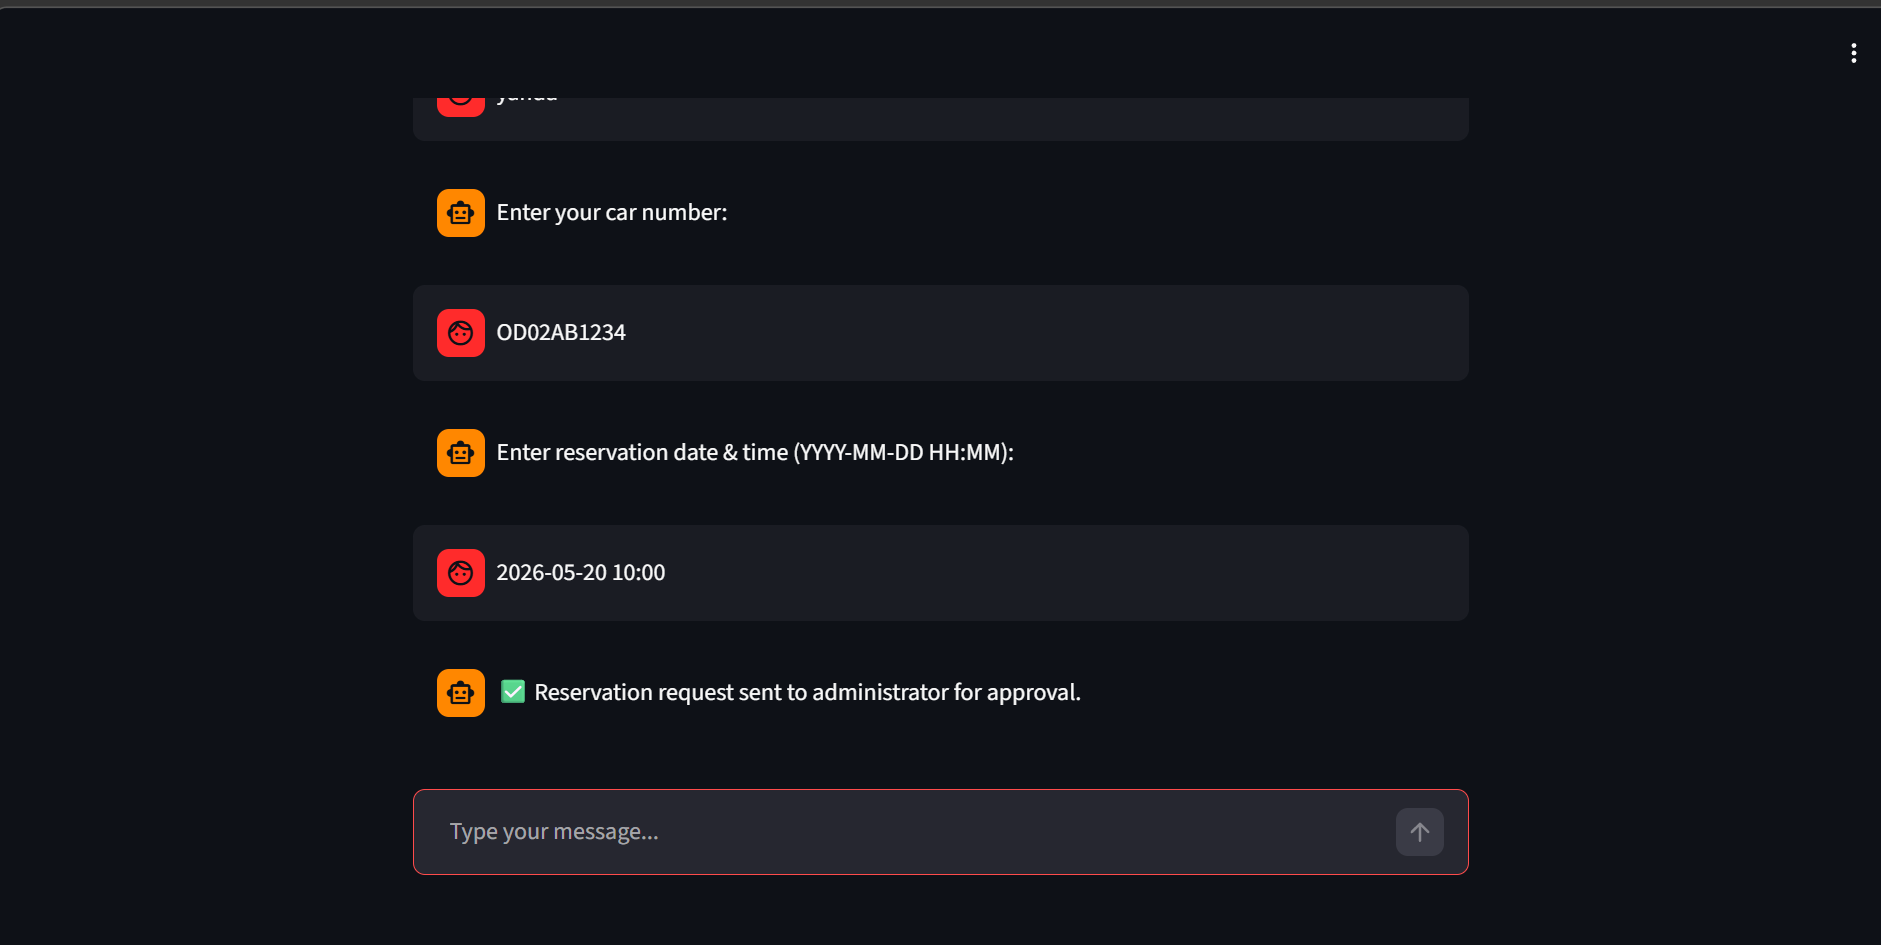 Enter your car number:
OD02AB1234
Enter reservation date & time (YYYY-MM-DD HH:MM):
2026-05-20 10:00
✅ Reservation request sent to administrator for approval.
Type your message...